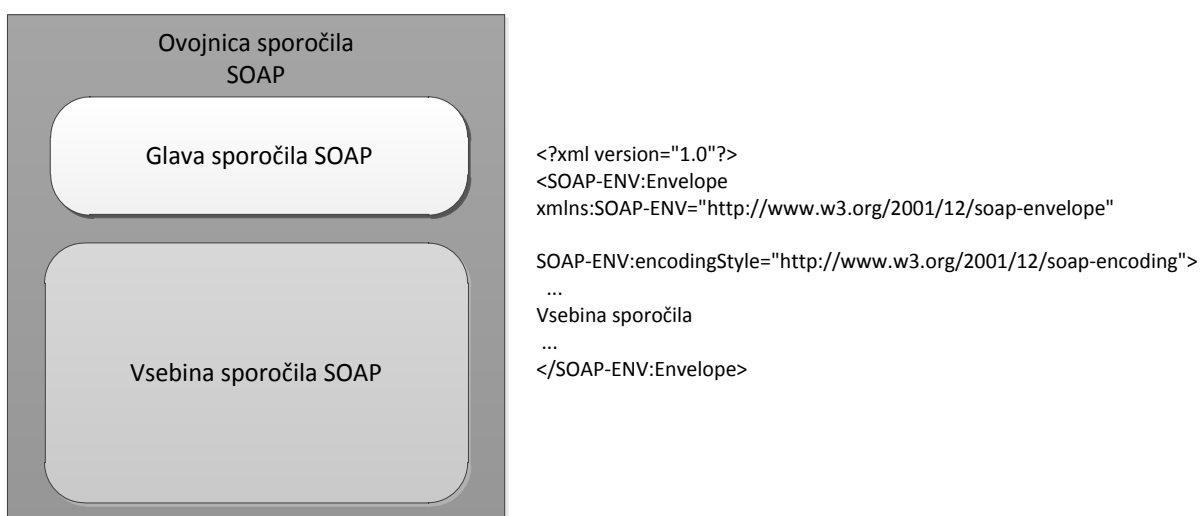 Ovojnica sporočila
SOAP
Glava sporočila SOAP
Vsebina sporočila SOAP
<?xml version="1.0"?>
<SOAP-ENV:Envelope
xmlns:SOAP-ENV="http://www.w3.org/2001/12/soap-envelope"
SOAP-ENV:encodingStyle="http://www.w3.org/2001/12/soap-encoding">
...
Vsebina sporočila
...
</SOAP-ENV:Envelope>